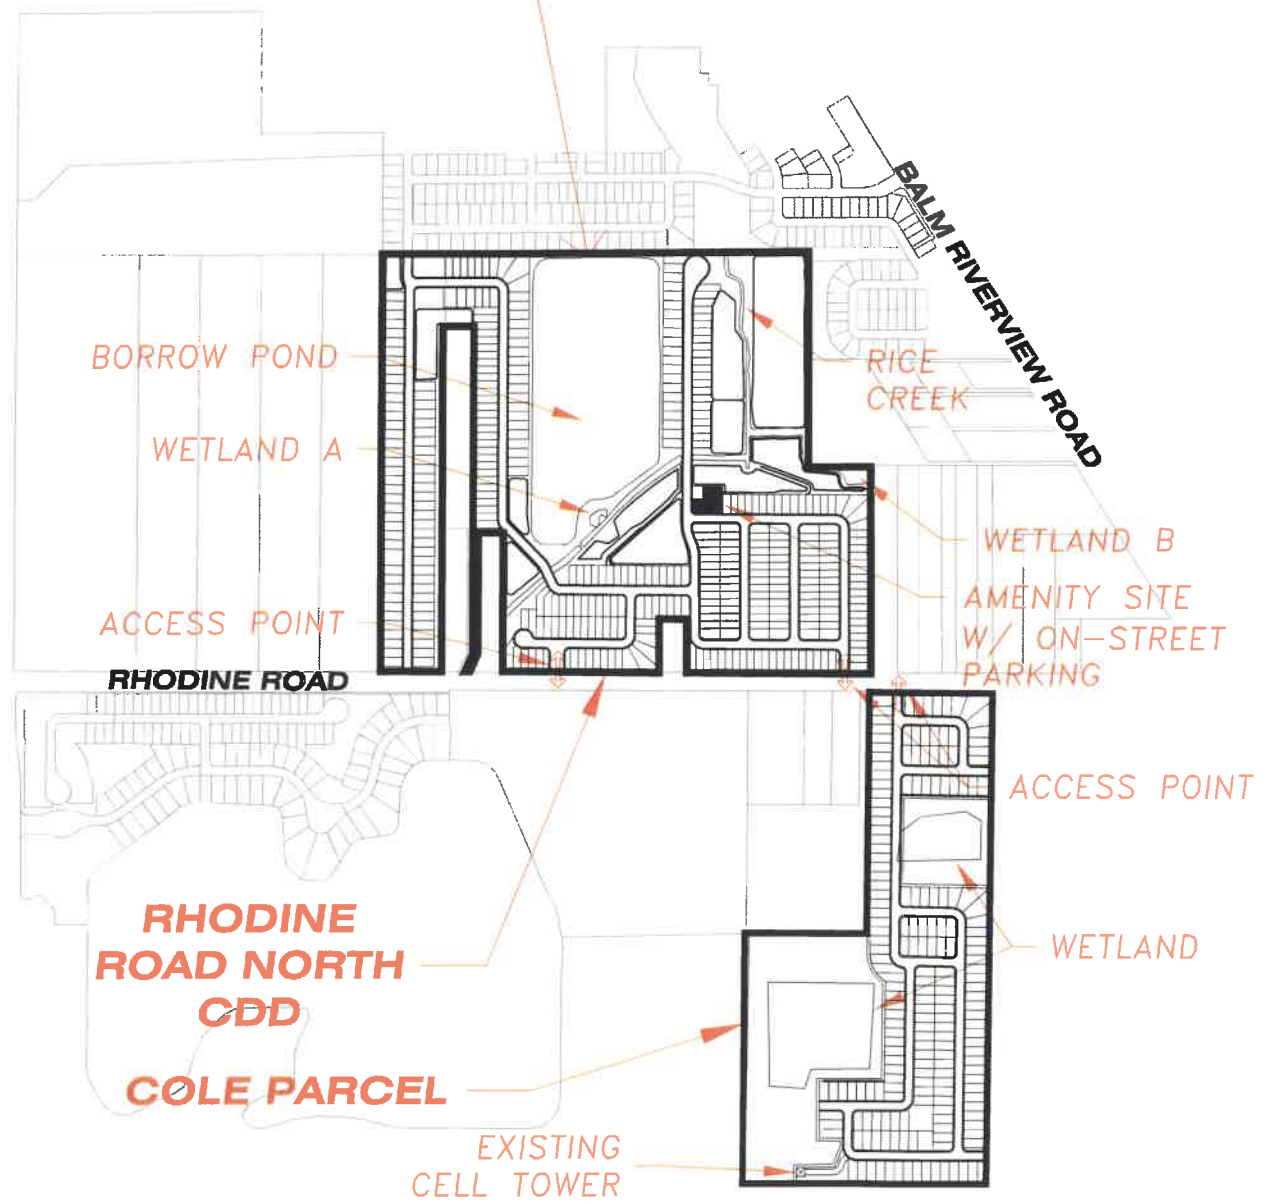 BALM RIVERVIEW ROAD
BORROW POND
RICE
CREEK
WETLAND A
WETLAND B
AMENITY SITE
W/ ON-STREET
PARKING
ACCESS POINT
RHODINE ROAD
ACCESS POINT
RHODINE
ROAD NORTH
CDD
WETLAND
COLE PARCEL
EXISTING
CELL TOWER